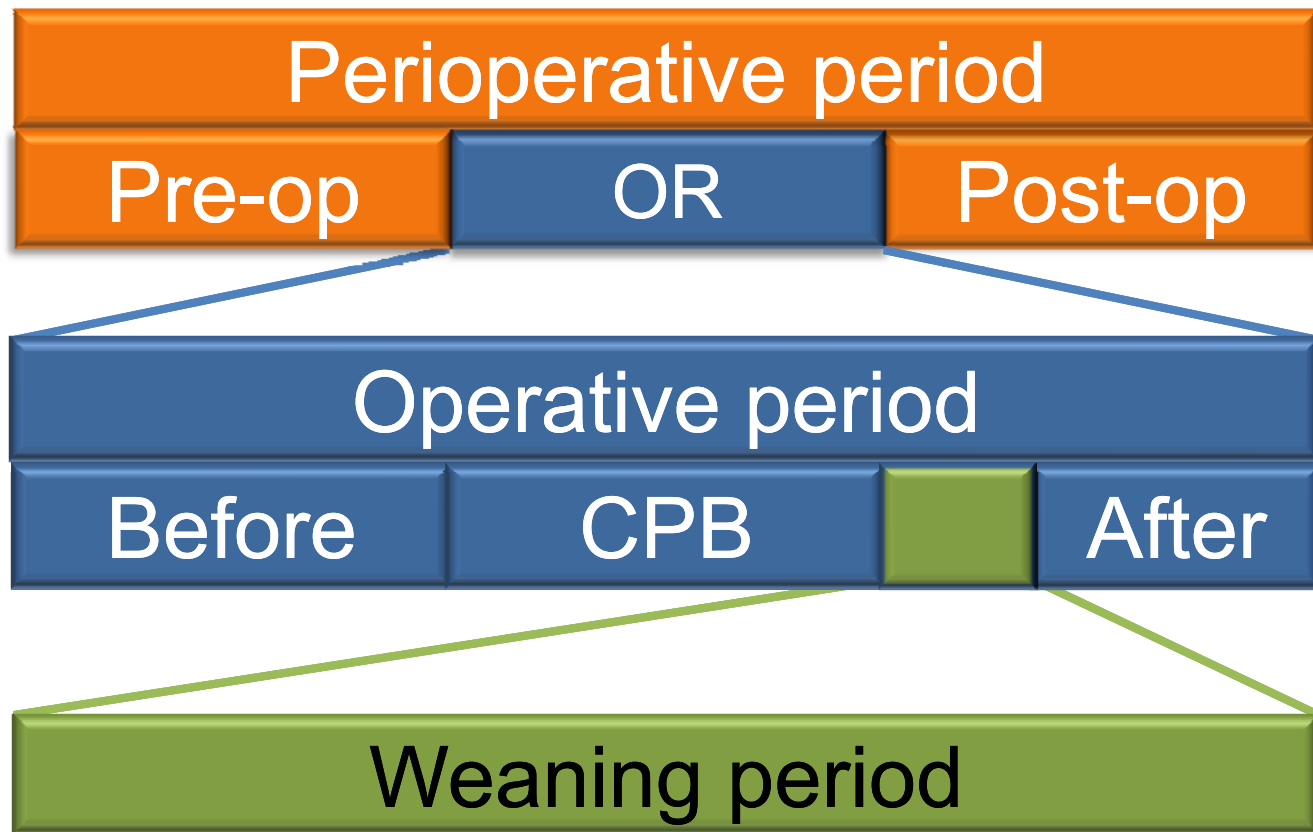 Perioperative period
Pre-op OR Post-op
Operative period
Before CPB After
Weaning period